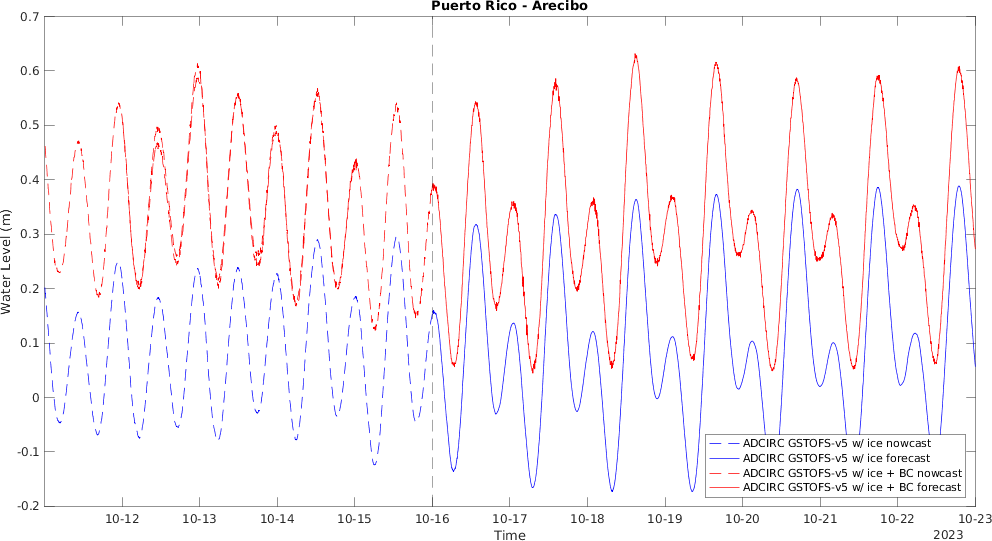 Puerto Rico - Arecibo
0.7
0.6
0.5
0.4
0.3
0.2
0.1
0
-0.1
-0.2
Water Level (m)
ADCIRC GSTOFS-v5 w/ ice nowcast
ADCIRC GSTOFS-v5 w/ ice forecast
ADCIRC GSTOFS-v5 w/ ice + BC nowcast
ADCIRC GSTOFS-v5 w/ ice + BC forecast
10-12 10-13 10-14 10-15 10-16 10-17 10-18 10-19 10-20 10-21 10-22 10-23
Time
2023